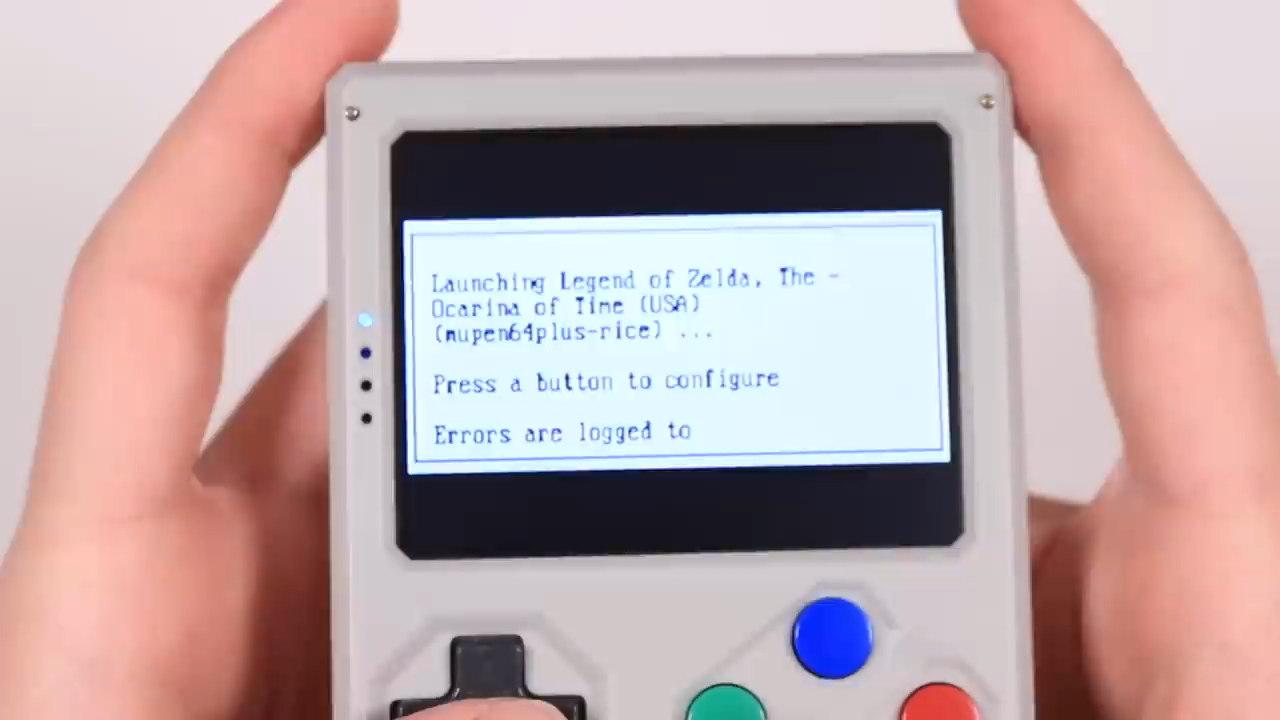 Launching Legend of Zelda, The -
Ocarina of Time (USA)
(mupen64plus-rice) ...
Press a button to configure
Errors are logged to